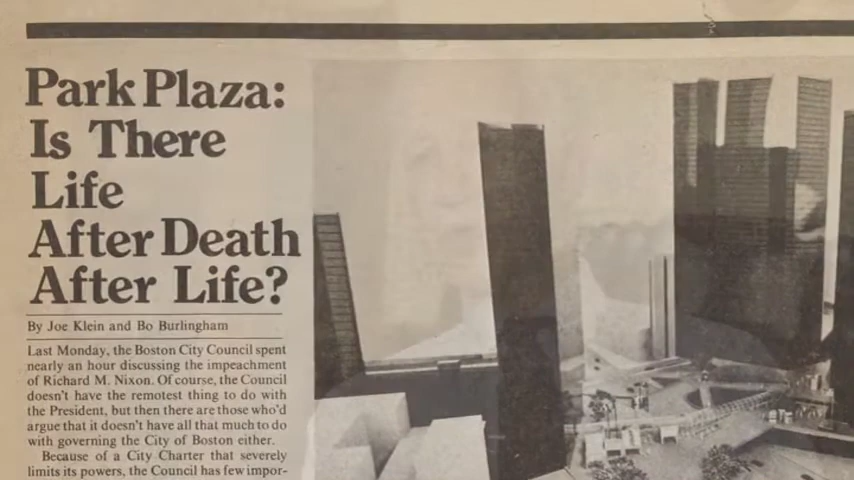 Park Plaza:
Is There
Life
After Death
After Life?
By Joe Klein and Bo Burlingham
Last Monday, the Boston City Council spent
nearly an hour discussing the impeachment
of Richard M. Nixon. Of course, the Council
doesn't have the remotest thing to do with
the President, but then there are those who'd
argue that it doesn't have all that much to do
with governing the City of Boston either.
Because of a City Charter that severely
limits its powers, the Council has few impor-